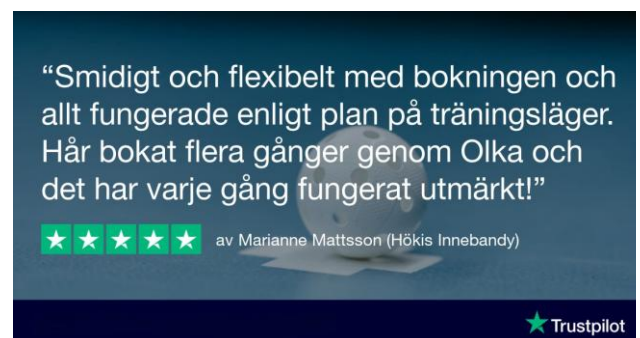 “Smidigt och flexibelt med bokningen och
allt fungerade enligt plan på träningsläger.
Hår bokat flera gånger genom Olka och
det har varje gång fungerat utmärkt!”
av Marianne Mattsson (Hökis Innebandy)
Trustpilot